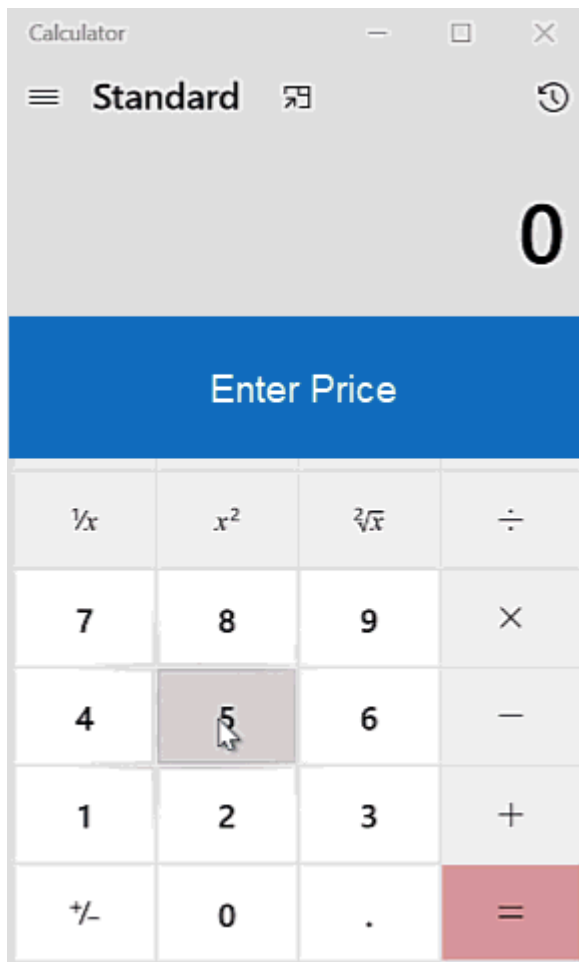 Calculator
Standard
0
Enter Price
¹/x x² ²√x ÷
7 8 9 ×
4 5 6 −
1 2 3 +
+/− 0 . =